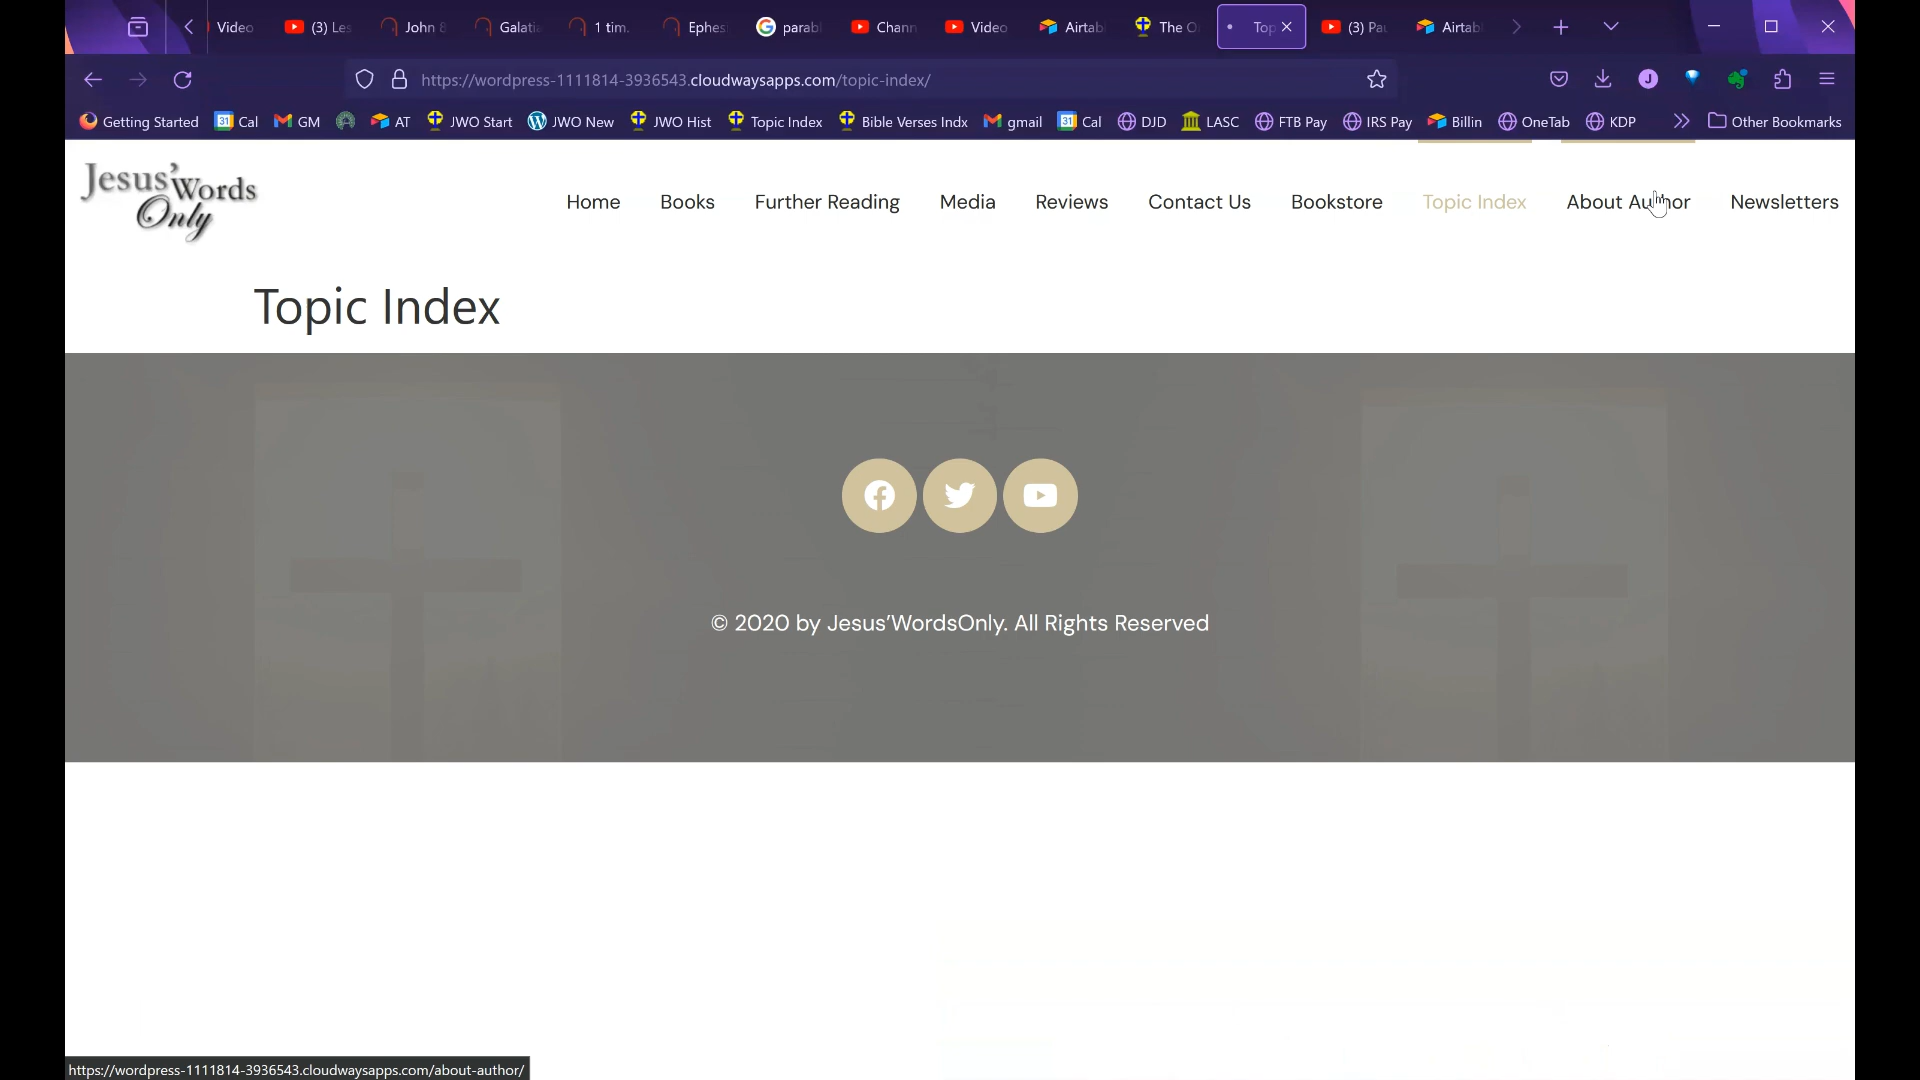 Video
(3) Les
John 8
Galatia
1 tim.
Ephes
parab
Chann
Video
Airtab
The O
Top
(3) Pau
Airtab
https://wordpress-1111814-3936543.cloudwaysapps.com/topic-index/
J
Getting Started
31 Cal
GM
AT
JWO Start
JWO New
JWO Hist
Topic Index
Bible Verses Indx
gmail
31 Cal
DJD
LASC
FTB Pay
IRS Pay
Billin
OneTab
KDP
Other Bookmarks
Jesus' Words
Only
Home
Books
Further Reading
Media
Reviews
Contact Us
Bookstore
Topic Index
About Author
Newsletters
Topic Index
© 2020 by Jesus'WordsOnly. All Rights Reserved
https://wordpress-1111814-3936543.cloudwaysapps.com/about-author/